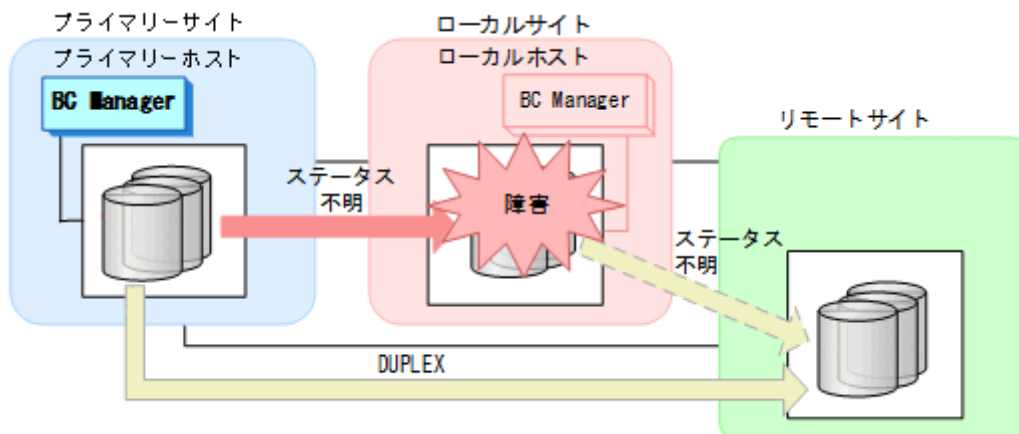 プライマリーサイト
プライマリーホスト
BC Manager
ローカルサイト
ローカルホスト
BC Manager
リモートサイト
ステータス
不明
障害
ステータス
不明
DUPLEX